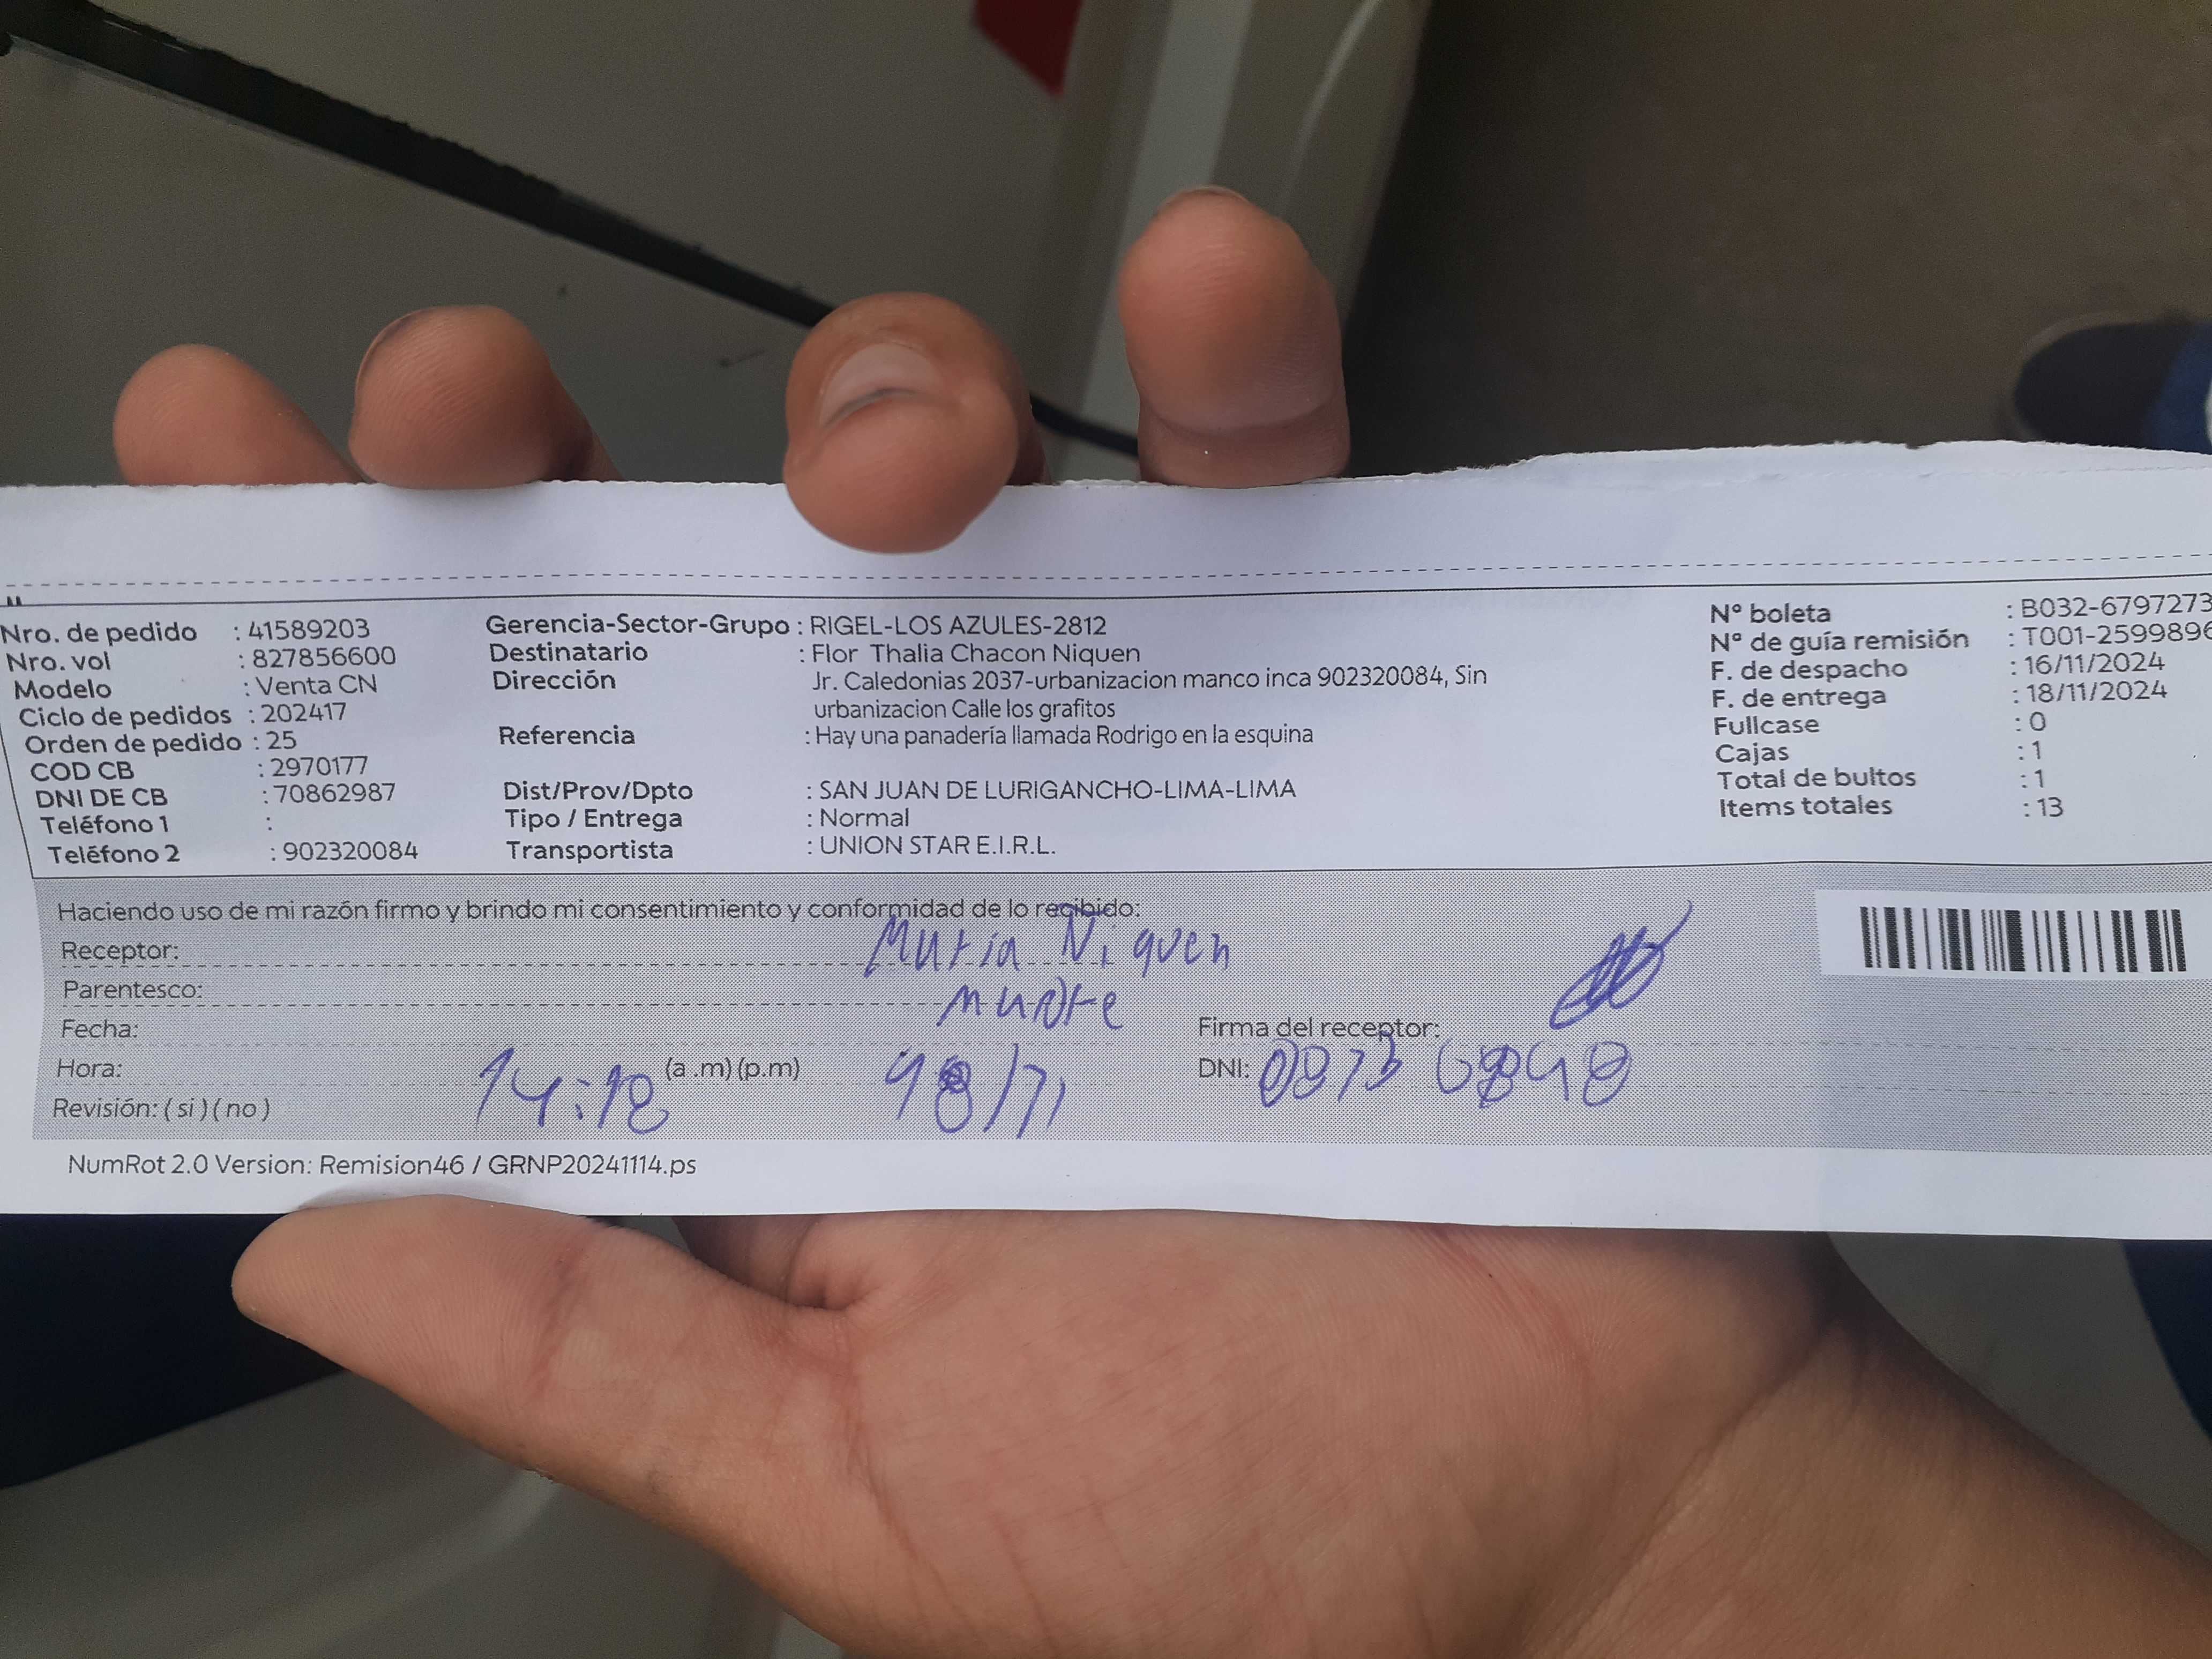 Nro. de pedido : 41589203
Nro. vol : 827856600
Modelo : Venta CN
Ciclo de pedidos : 202417
Orden de pedido : 25
COD CB : 2970177
DNI DE CB : 70862987
Teléfono 1 :
Teléfono 2 : 902320084
Gerencia-Sector-Grupo : RIGEL-LOS AZULES-2812
Destinatario : Flor Thalia Chacon Niquen
Dirección Jr. Caledonias 2037-urbanizacion manco inca 902320084, Sin
urbanizacion Calle los grafitos
Referencia : Hay una panadería llamada Rodrigo en la esquina
Dist/Prov/Dpto : SAN JUAN DE LURIGANCHO-LIMA-LIMA
Tipo / Entrega : Normal
Transportista : UNION STAR E.I.R.L.
Nº boleta : B032-6797273
Nº de guía remisión : T001-2599896
F. de despacho : 16/11/2024
F. de entrega : 18/11/2024
Fullcase : 0
Cajas : 1
Total de bultos : 1
Items totales : 13
Haciendo uso de mi razón firmo y brindo mi consentimiento y conformidad de lo recibido:
Receptor: Maria Niquen
Parentesco: madre
Fecha: 18/11
Firma del receptor:
Hora: 14:18 (a .m) (p.m)
DNI:
Revisión: ( si ) ( no )
NumRot 2.0 Version: Remision46 / GRNP20241114.ps